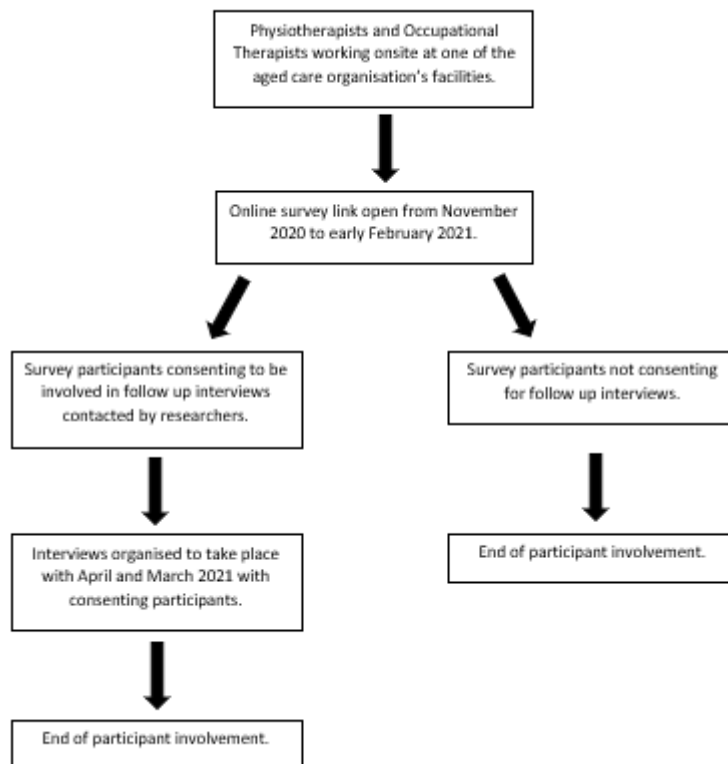 Physiotherapists and Occupational
Therapists working onsite at one of the
aged care organisation's facilities.
Online survey link open from November
2020 to early February 2021.
Survey participants consenting to be
involved in follow up interviews
contacted by researchers.
Survey participants not consenting
for follow up interviews.
Interviews organised to take place
with April and March 2021 with
consenting participants.
End of participant involvement.
End of participant involvement.